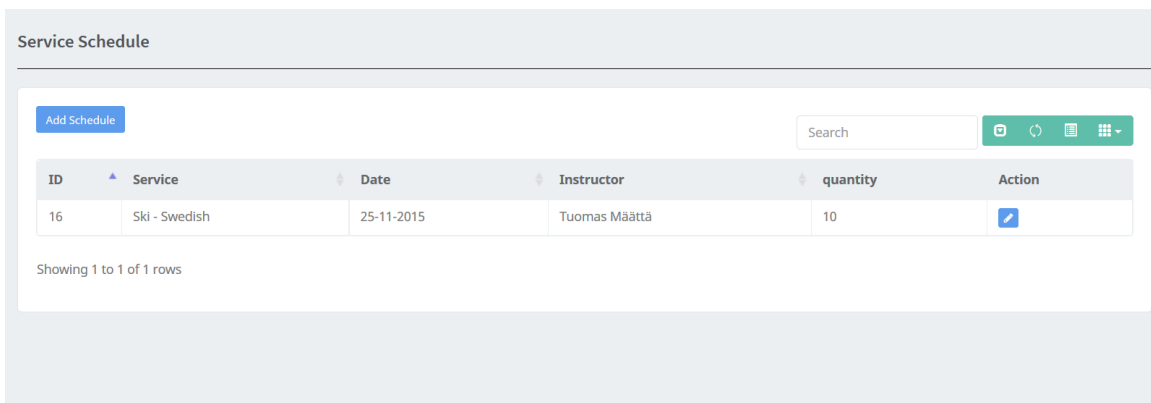 Service Schedule
Add Schedule
Search
ID Service Date Instructor quantity Action
16 Ski - Swedish 25-11-2015 Tuomas Määttä 10
Showing 1 to 1 of 1 rows